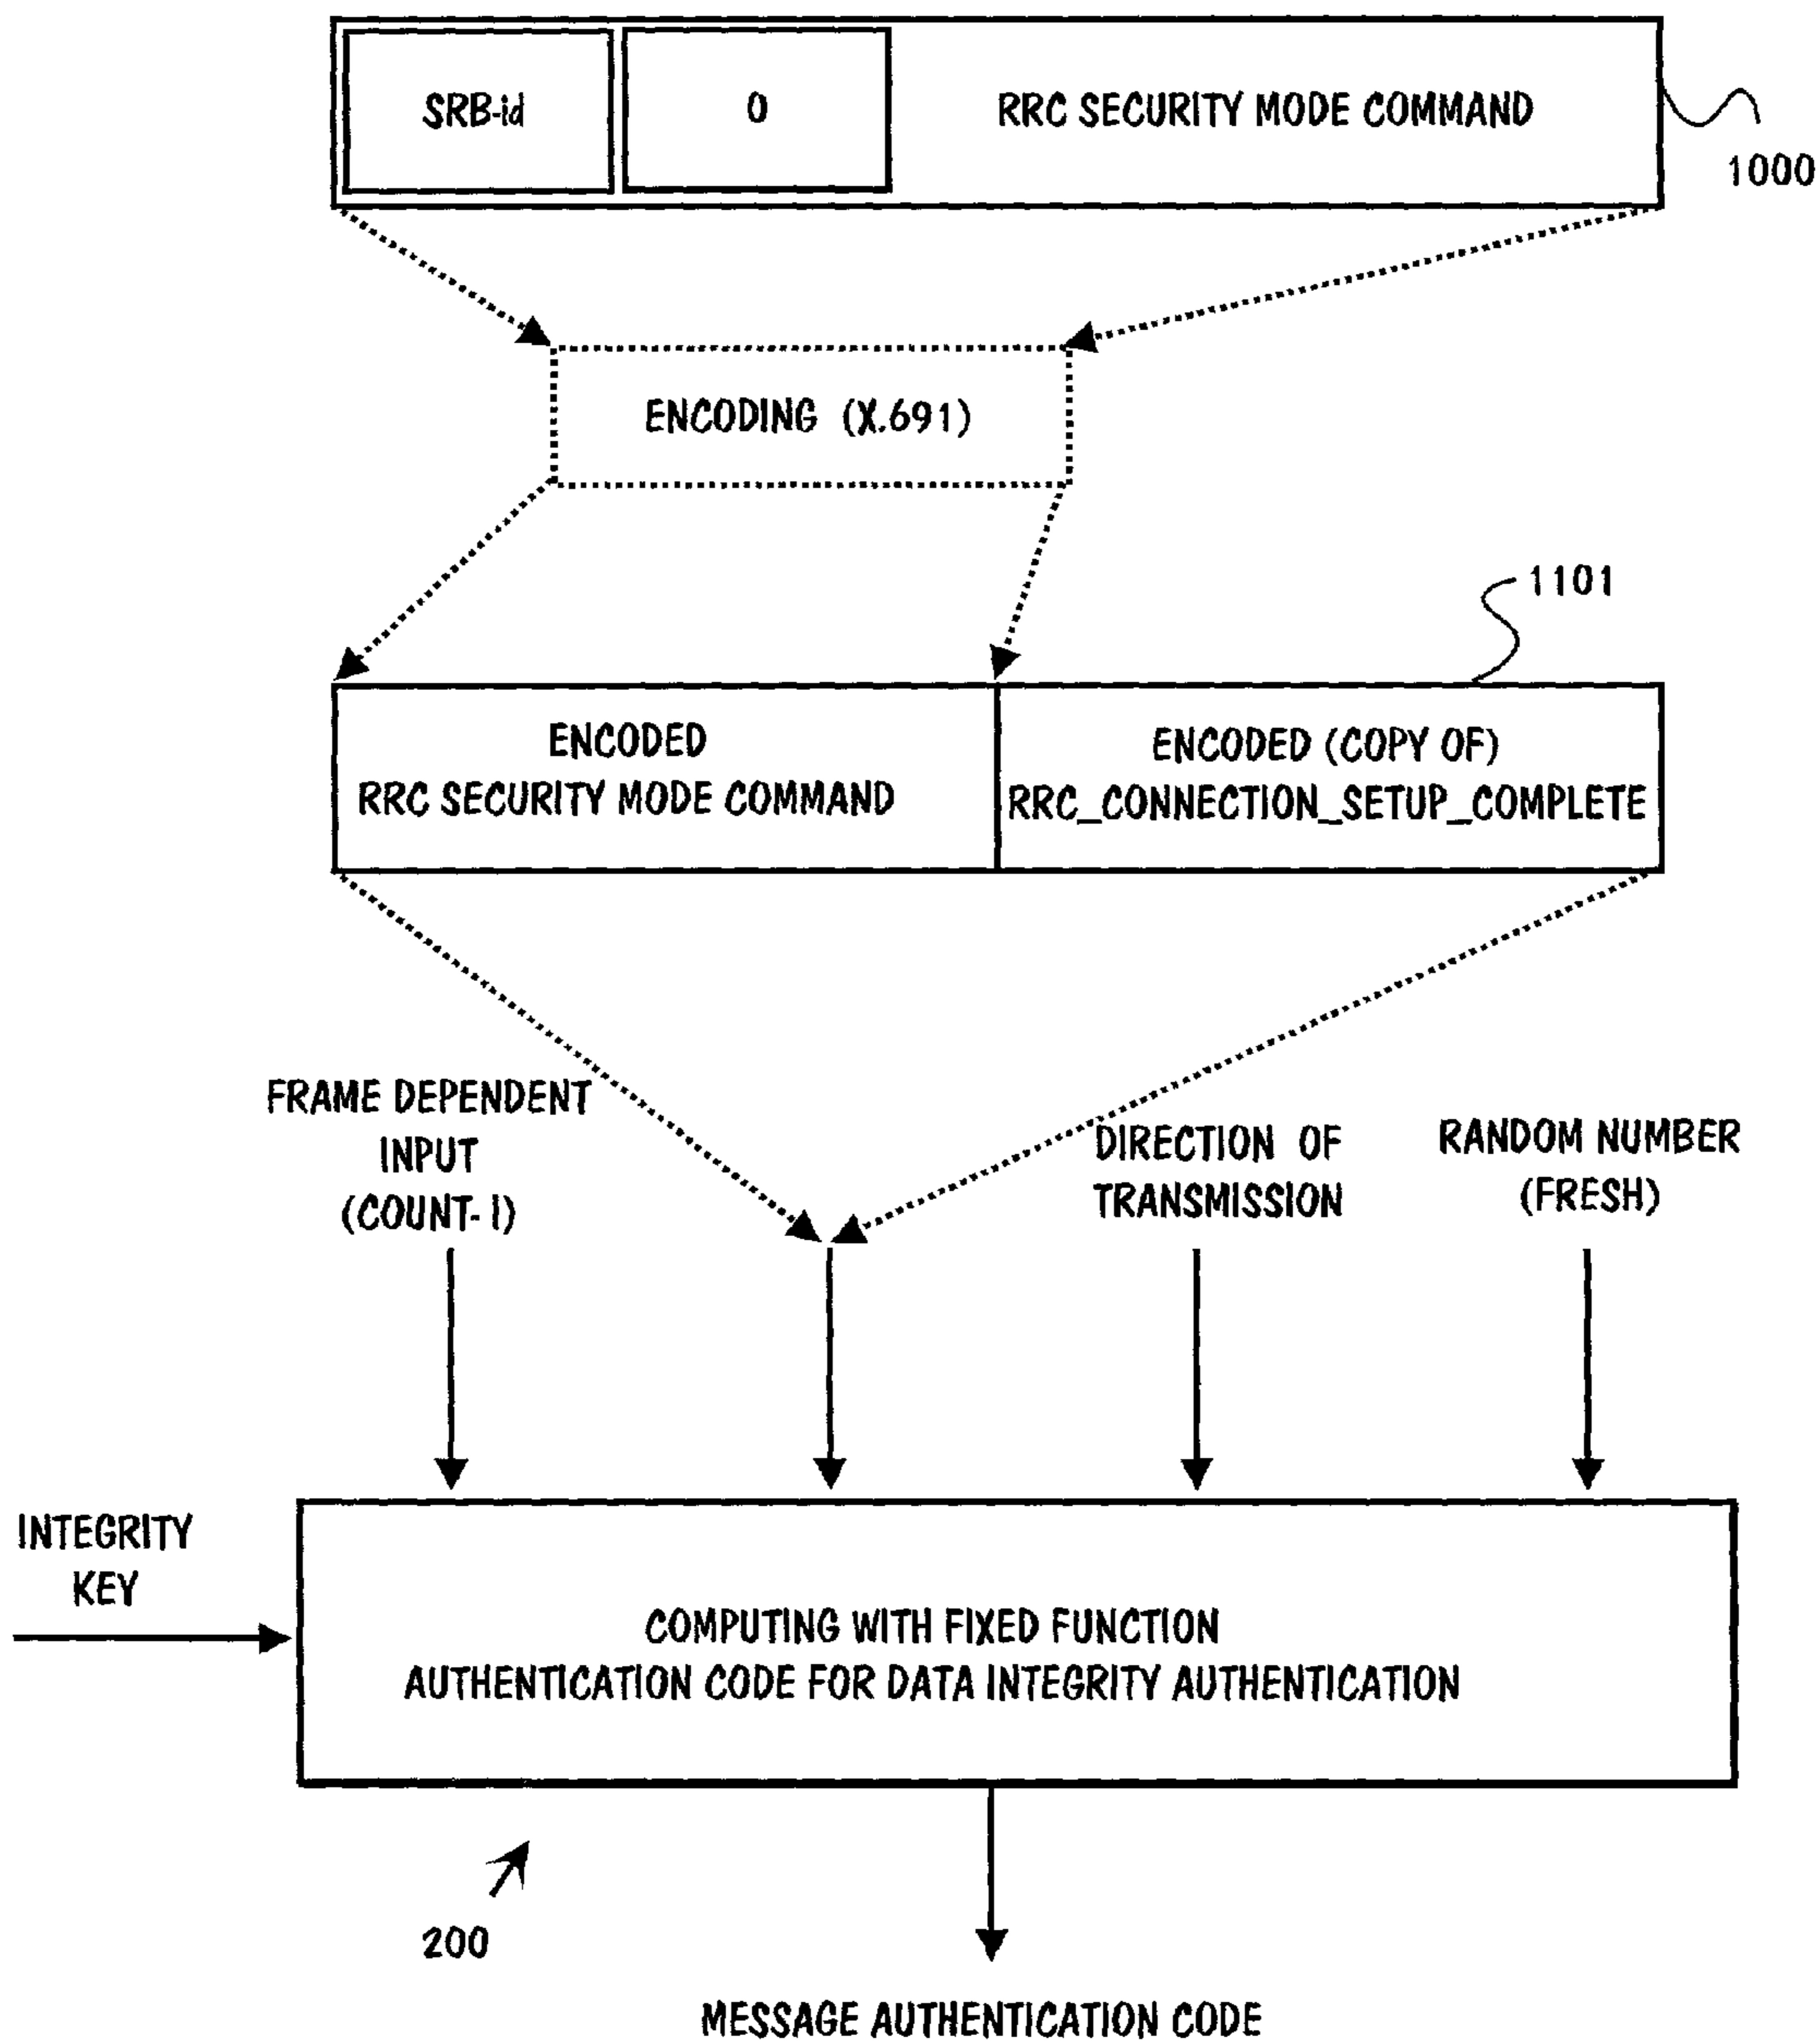 SRB-id
0
RRC SECURITY MODE COMMAND
1000
ENCODING (X.691)
1101
ENCODED
RRC SECURITY MODE COMMAND
ENCODED (COPY OF)
RRC_CONNECTION_SETUP_COMPLETE
FRAME DEPENDENT
INPUT
(COUNT-I)
DIRECTION OF
TRANSMISSION
RANDOM NUMBER
(FRESH)
INTEGRITY
KEY
COMPUTING WITH FIXED FUNCTION
AUTHENTICATION CODE FOR DATA INTEGRITY AUTHENTICATION
200
MESSAGE AUTHENTICATION CODE